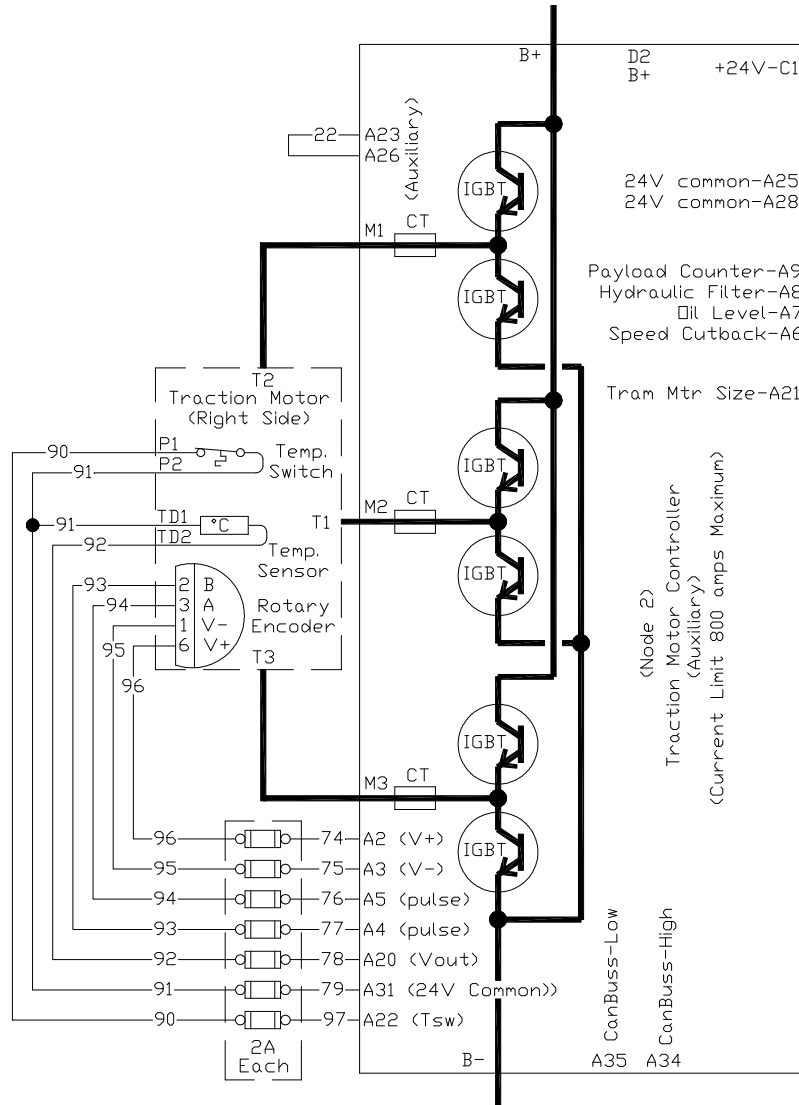 B+
D2
B+
+24V-C1
22
A23
A26
(Auxiliary)
IGBT
24V common-A25
24V common-A28
M1
CT
IGBT
Payload Counter-A9
Hydraulic Filter-A8
Oil Level-A7
Speed Cutback-A6
T2
Traction Motor
(Right Side)
Tram Mtr Size-A21
90
P1
91
P2
Temp.
Switch
IGBT
M2
CT
91
TD1
°C
T1
92
TD2
Temp.
Sensor
IGBT
93
2 B
94
3 A
Rotary
Encoder
1 V-
95
6 V+
96
T3
(Node 2)
Traction Motor Controller
(Auxiliary)
(Current Limit 800 amps Maximum)
IGBT
M3
CT
IGBT
96
74
A2 (V+)
95
75
A3 (V-)
94
76
A5 (pulse)
93
77
A4 (pulse)
92
78
A20 (Vout)
91
79
A31 (24V Common))
90
97
A22 (Tsw)
2A
Each
B-
CanBuss-Low
CanBuss-High
A35
A34